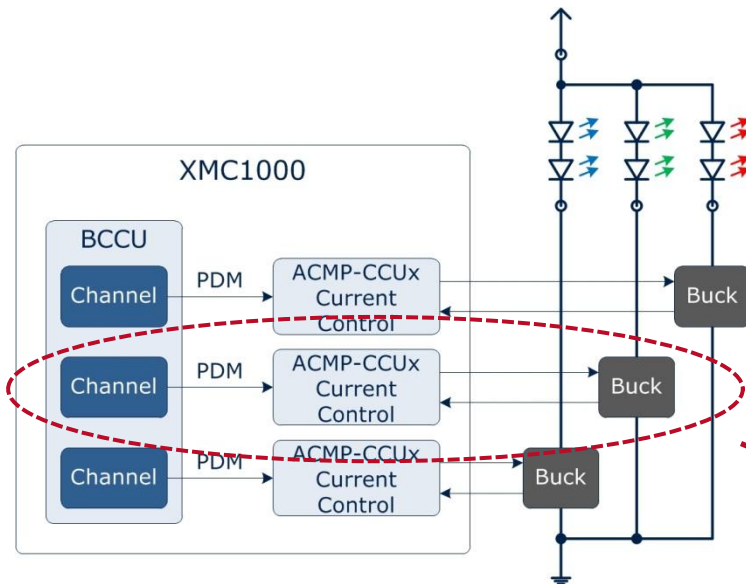 XMC1000
BCCU
Channel
PDM
ACMP-CCUx
Current
Control
Buck
Channel
PDM
ACMP-CCUx
Current
Control
Buck
Channel
PDM
ACMP-CCUx
Current
Control
Buck